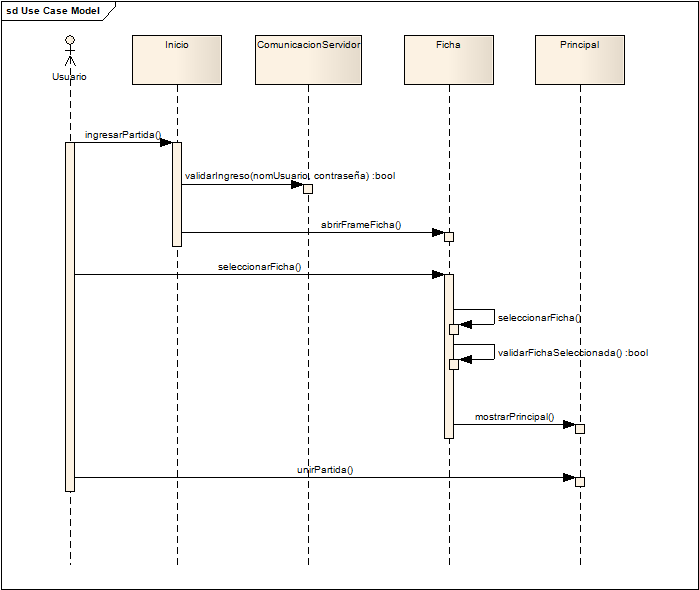 sd Use Case Model
Usuario
Inicio
ComunicacionServidor
Ficha
Principal
ingresarPartida()
validarIngreso(nomUsuario, contraseña) :bool
abrirFrameFicha()
seleccionarFicha()
seleccionarFicha()
validarFichaSeleccionada() :bool
mostrarPrincipal()
unirPartida()